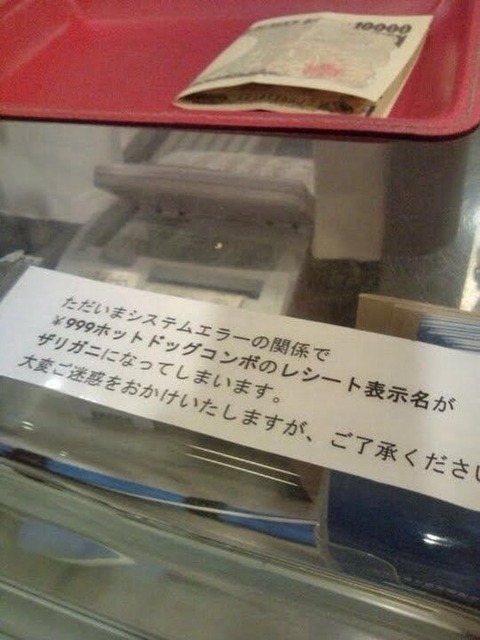 10000
ただいまシステムエラーの関係で
¥999ホットドッグコンボのレシート表示名が
ザリガニになってしまいます。
大変ご迷惑をおかけいたしますが、ご了承ください